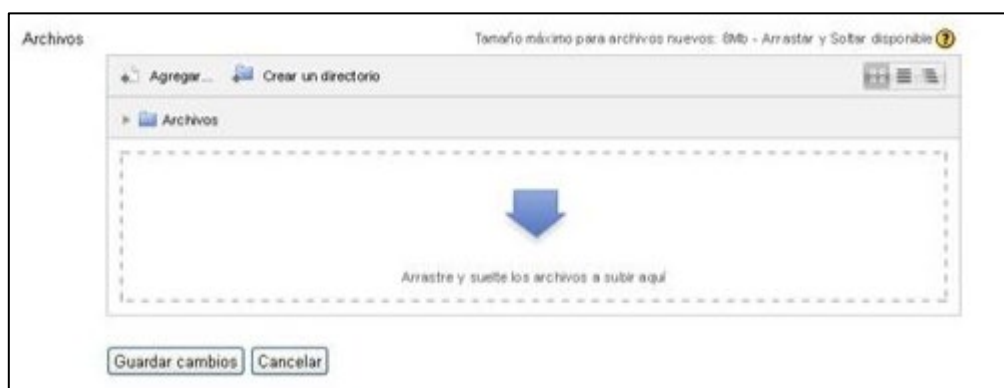 Archivos
Tamaño máximo para archivos nuevos: 8Mb - Arrastar y Soltar disponible ?
Agregar... Crear un directorio
Archivos
Arrastre y suelte los archivos a subir aquí
Guardar cambios Cancelar